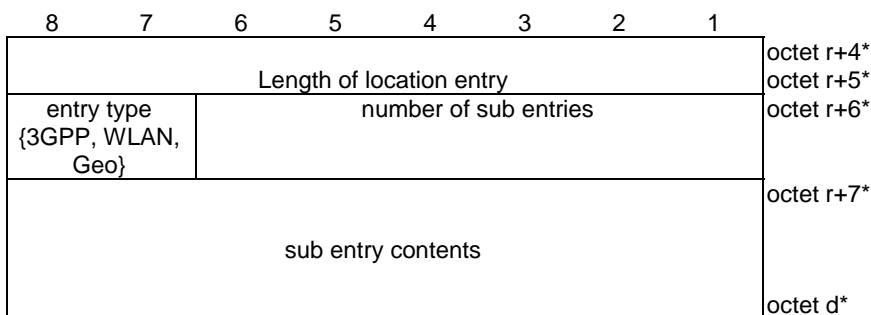 8 7 6 5 4 3 2 1
octet r+4*
Length of location entry octet r+5*
entry type number of sub entries octet r+6*
{3GPP, WLAN,
Geo}
octet r+7*
sub entry contents
octet d*